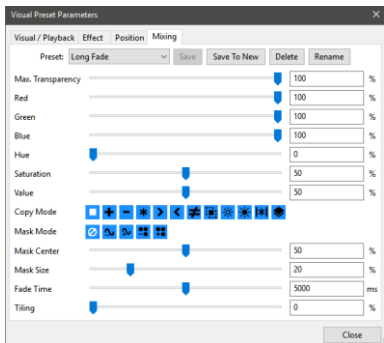 Visual Preset Parameters
Visual / Playback Effect Position Mixing
Preset: Long Fade Save Save To New Delete Rename
Max. Transparency 100 %
Red 100 %
Green 100 %
Blue 100 %
Hue 0 %
Saturation 50 %
Value 50 %
Copy Mode
Mask Mode
Mask Center 50 %
Mask Size 20 %
Fade Time 5000 ms
Tiling 0 %
Close